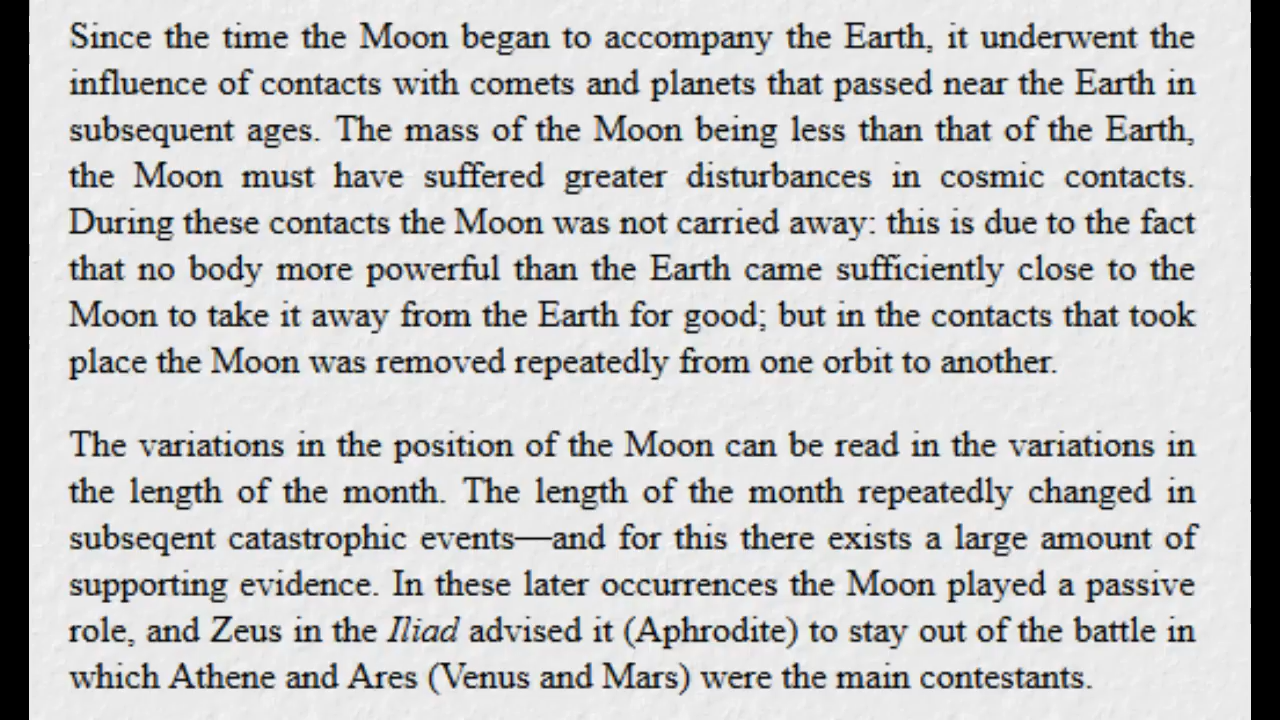 Since the time the Moon began to accompany the Earth, it underwent the
influence of contacts with comets and planets that passed near the Earth in
subsequent ages. The mass of the Moon being less than that of the Earth,
the Moon must have suffered greater disturbances in cosmic contacts.
During these contacts the Moon was not carried away: this is due to the fact
that no body more powerful than the Earth came sufficiently close to the
Moon to take it away from the Earth for good; but in the contacts that took
place the Moon was removed repeatedly from one orbit to another.
The variations in the position of the Moon can be read in the variations in
the length of the month. The length of the month repeatedly changed in
subseqent catastrophic events—and for this there exists a large amount of
supporting evidence. In these later occurrences the Moon played a passive
role, and Zeus in the Iliad advised it (Aphrodite) to stay out of the battle in
which Athene and Ares (Venus and Mars) were the main contestants.